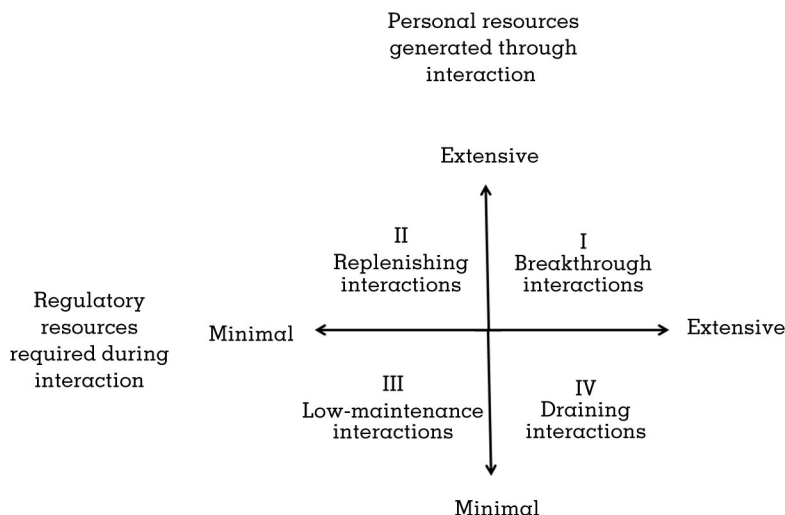 Personal resources
generated through
interaction
Extensive
II
Replenishing
interactions
I
Breakthrough
interactions
Regulatory
resources
required during
interaction
Minimal
Extensive
III
Low-maintenance
interactions
IV
Draining
interactions
Minimal